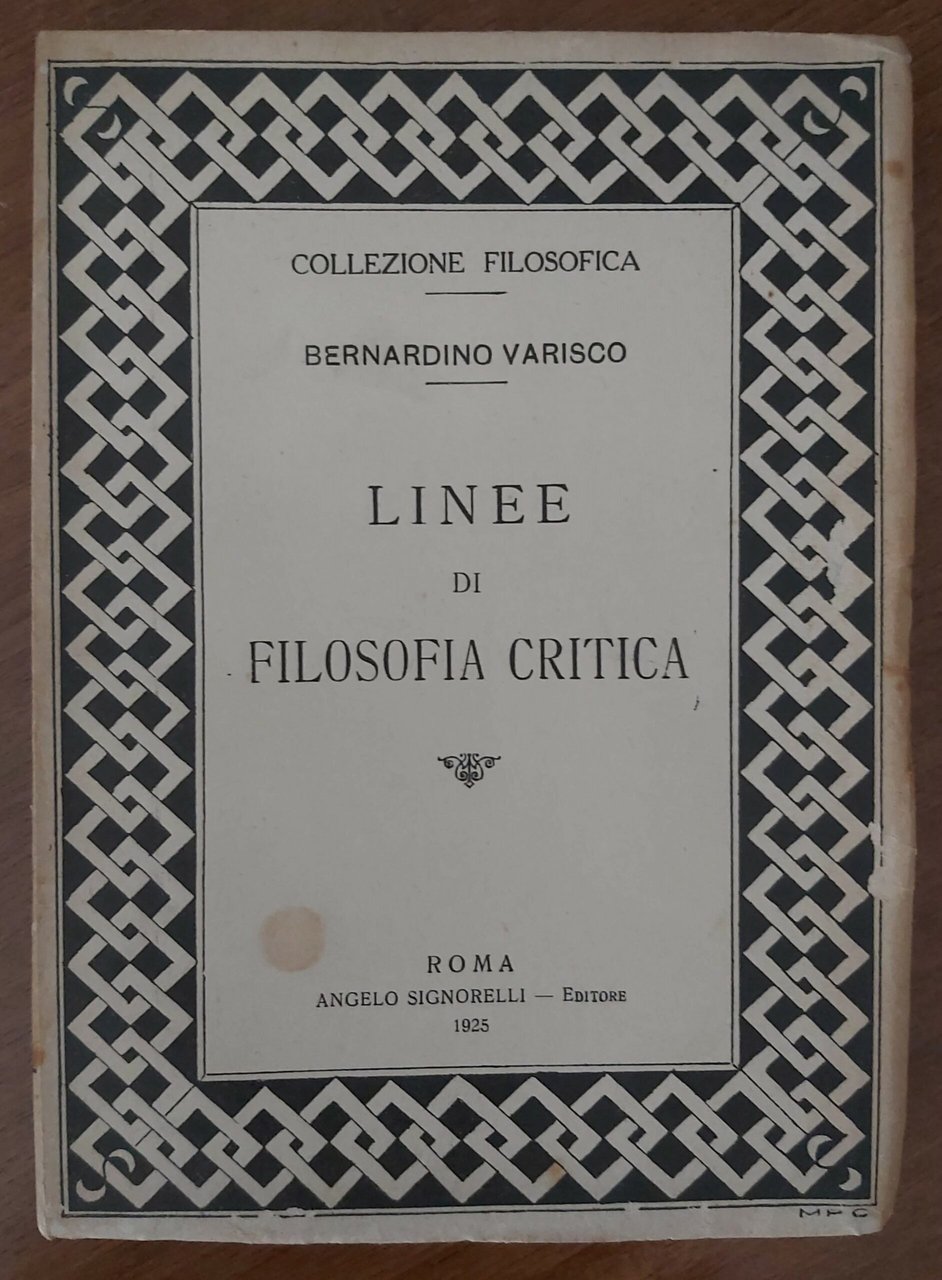 COLLEZIONE FILOSOFICA
BERNARDINO VARISCO
LINEE
DI
FILOSOFIA CRITICA
ROMA
ANGELO SIGNORELLI — EDITORE
1925